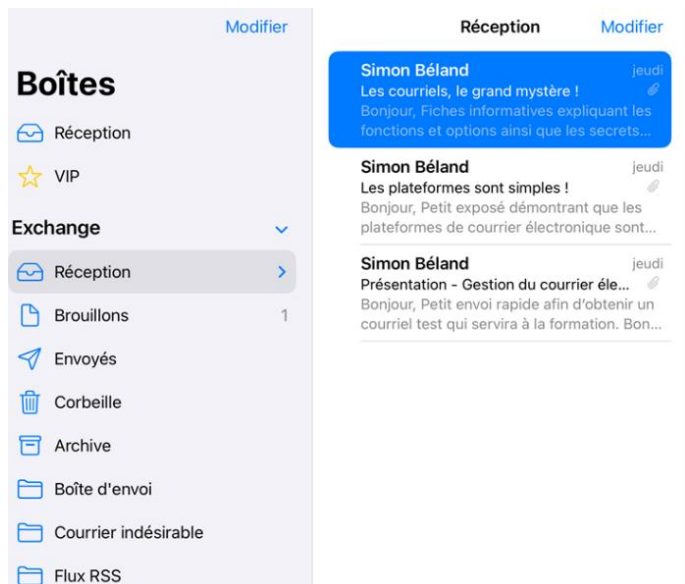 Modifier
Boîtes
Réception
VIP
Exchange
Réception
Brouillons 1
Envoyés
Corbeille
Archive
Boîte d'envoi
Courrier indésirable
Flux RSS
Réception Modifier
Simon Béland jeudi
Les courriels, le grand mystère !
Bonjour, Fiches informatives expliquant les
fonctions et options ainsi que les secrets...
Simon Béland jeudi
Les plateformes sont simples !
Bonjour, Petit exposé démontrant que les
plateformes de courrier électronique sont...
Simon Béland jeudi
Présentation - Gestion du courrier éle...
Bonjour, Petit envoi rapide afin d'obtenir un
courriel test qui servira à la formation. Bon...